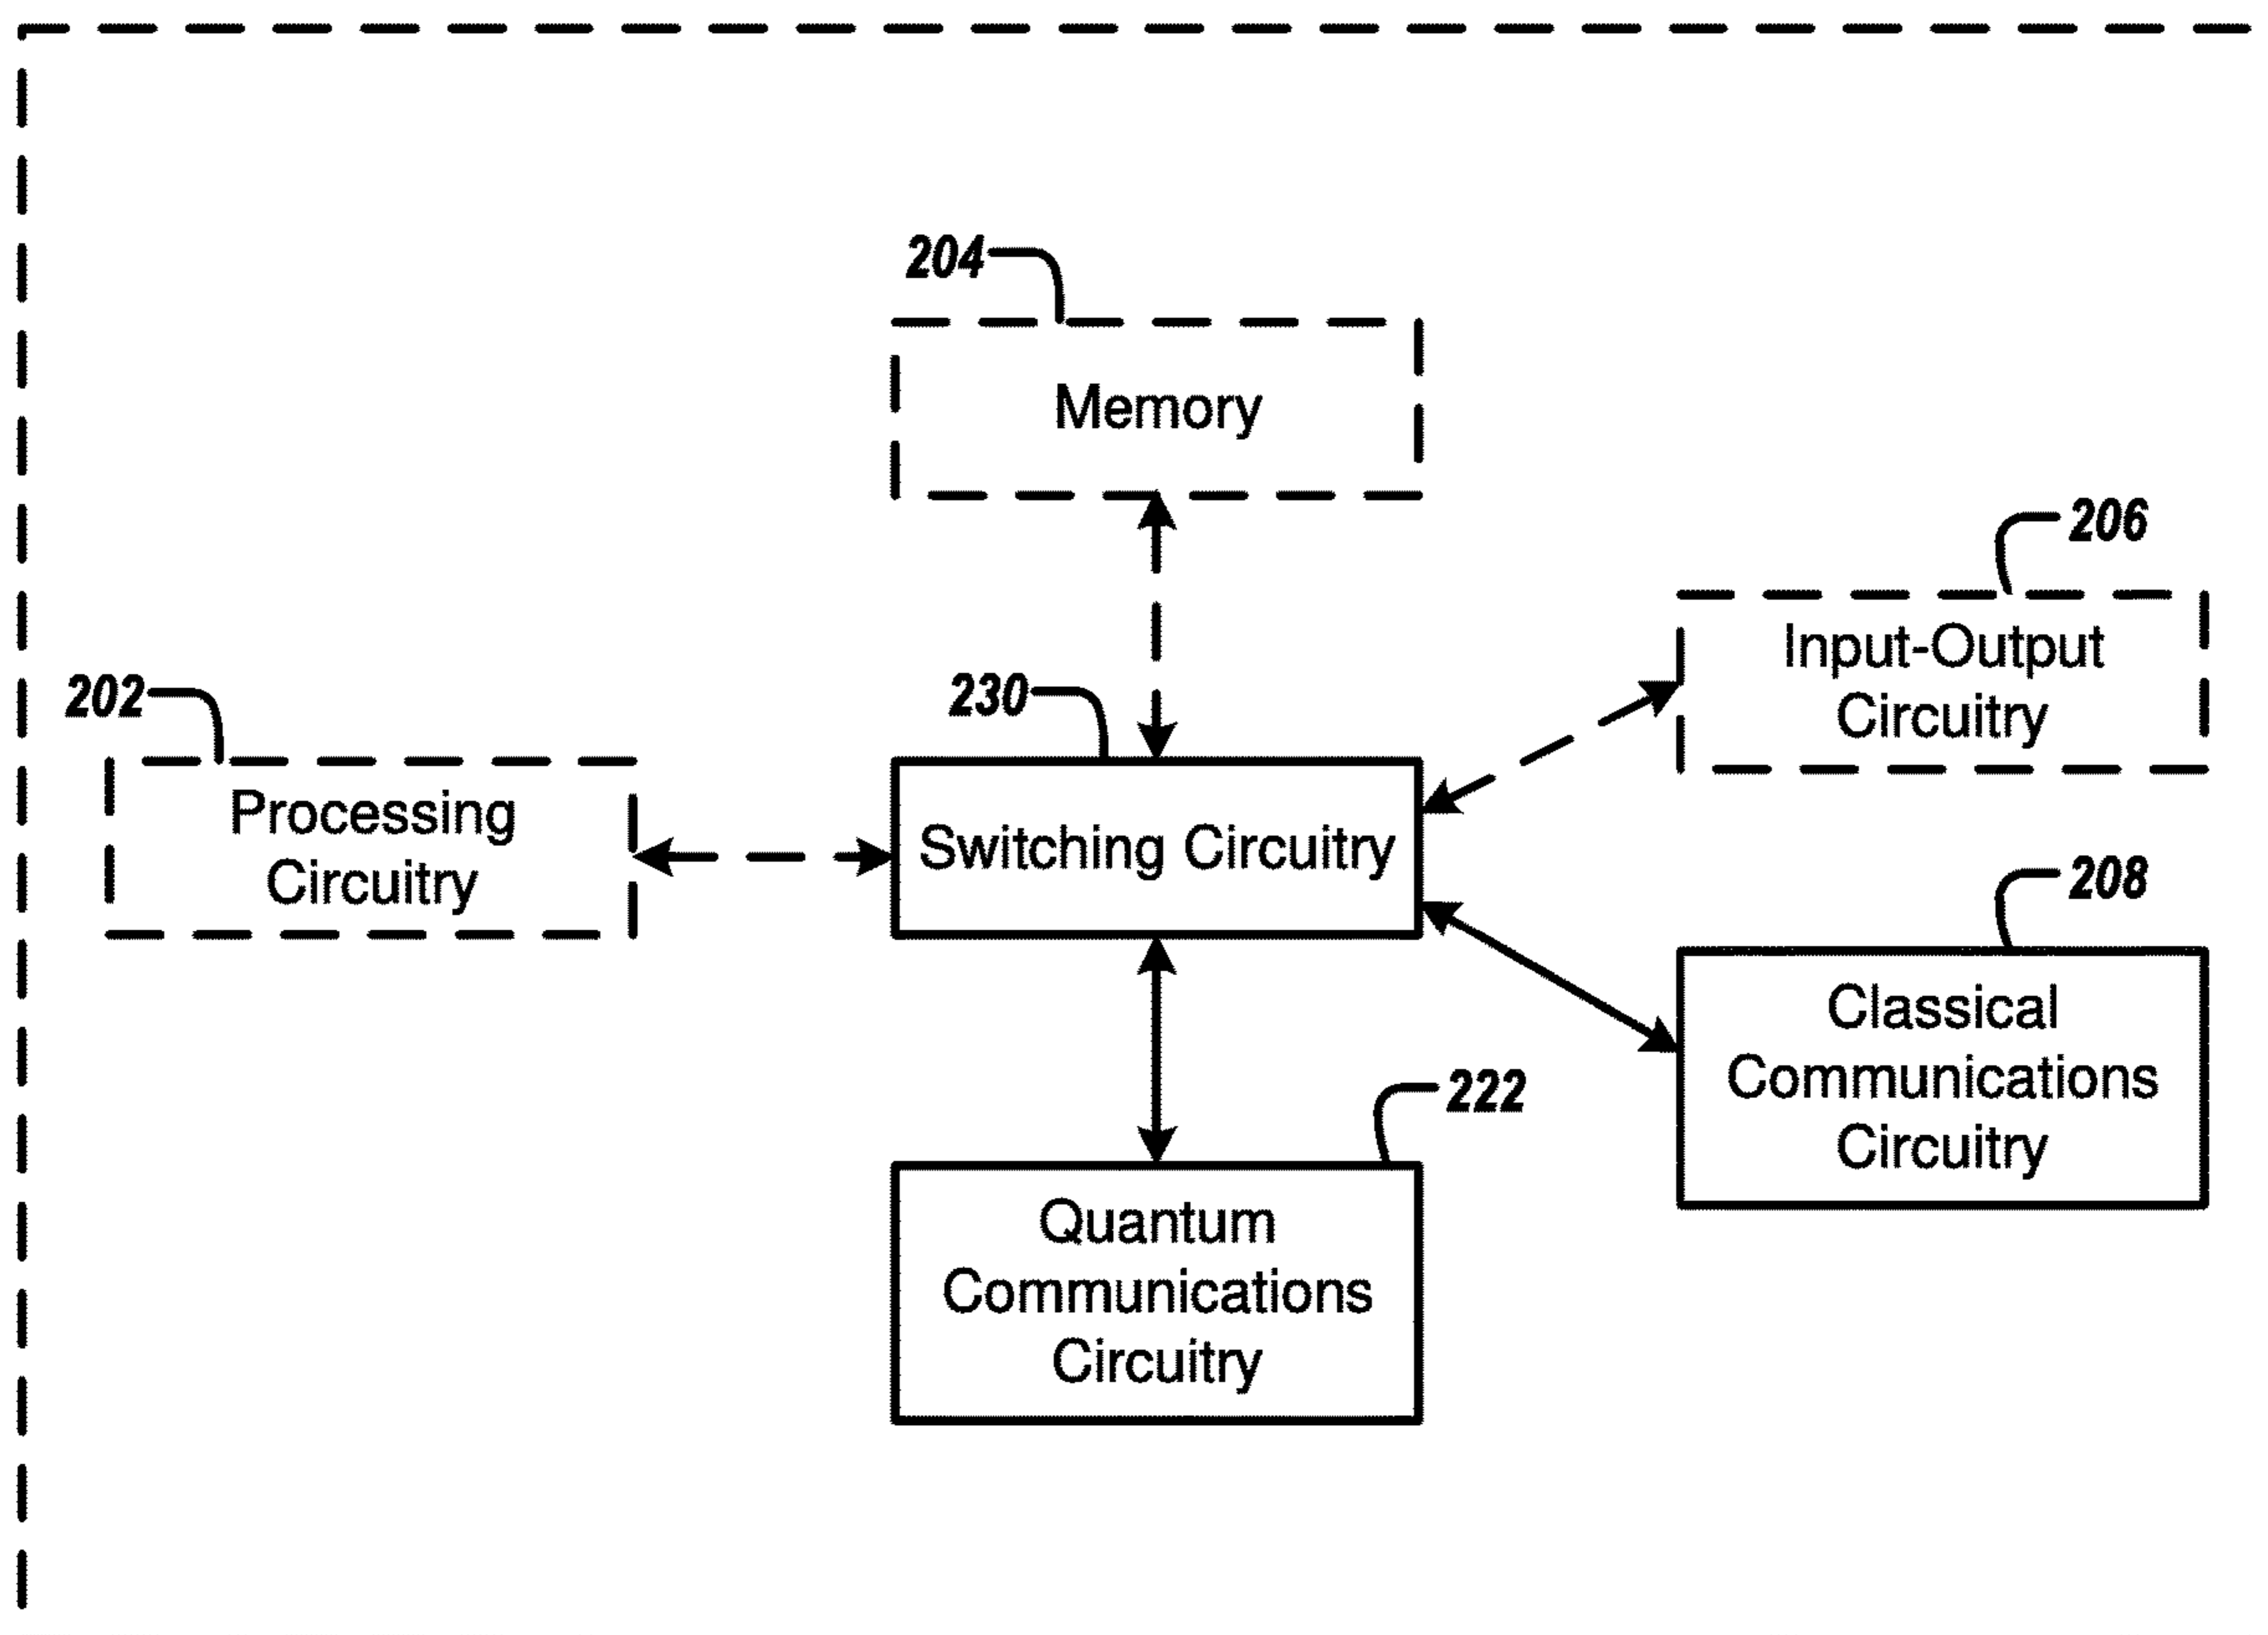 204
Memory
206
Input-Output
Circuitry
202
Processing
Circuitry
230
Switching Circuitry
208
Classical
Communications
Circuitry
222
Quantum
Communications
Circuitry